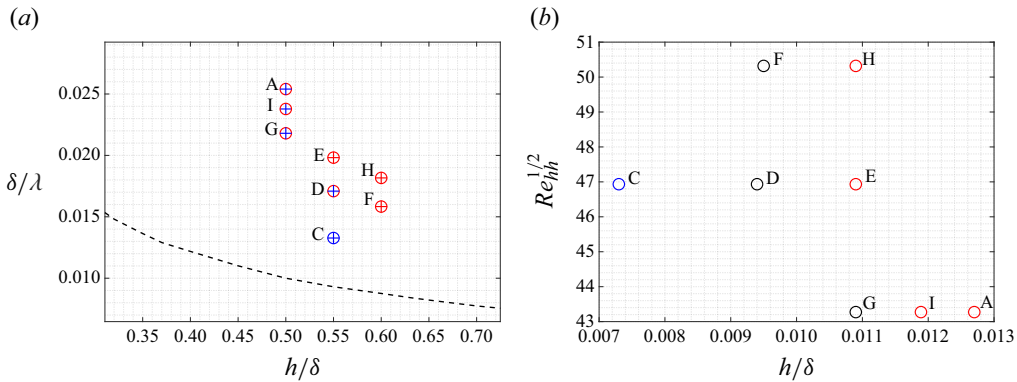 (a)
0.025
0.020
0.015
0.010
δ/λ
A
I
G
E
D
C
H
F
0.35 0.40 0.45 0.50 0.55 0.60 0.65 0.70
h/δ
(b)
51
50
49
48
47
46
45
44
43
Re_{hh}^{1/2}
F
H
C
D
E
G
I
A
0.007 0.008 0.009 0.010 0.011 0.012 0.013
h/δ